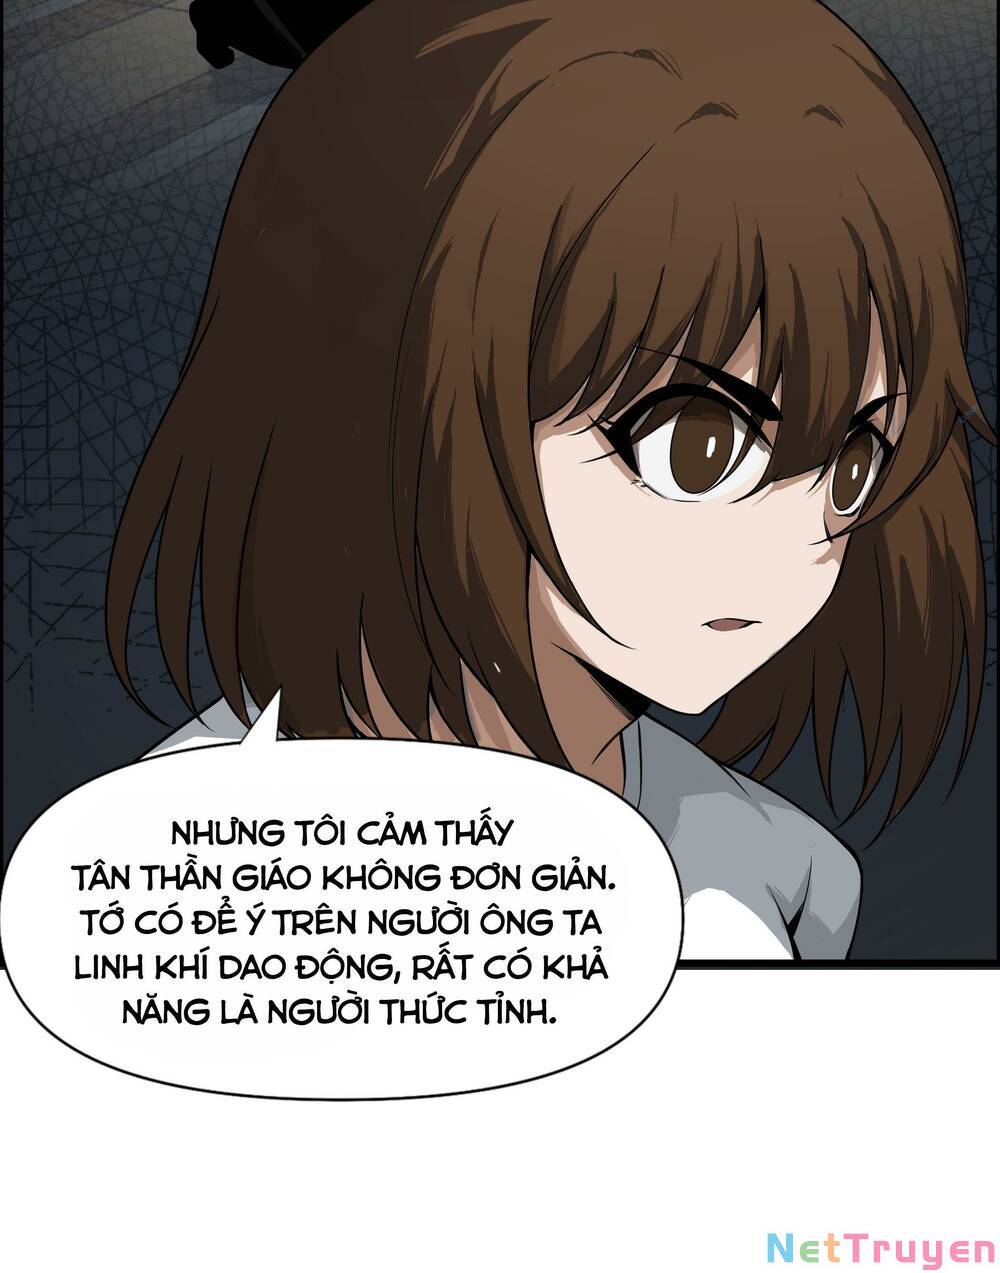 NHƯNG TÔI CẢM THẤY
TÂN THẦN GIÁO KHÔNG ĐƠN GIẢN.
TỚ CÓ ĐỂ Ý TRÊN NGƯỜI ÔNG TA
LINH KHÍ DAO ĐỘNG, RẤT CÓ KHẢ
NĂNG LÀ NGƯỜI THỨC TỈNH.
NetTruyen